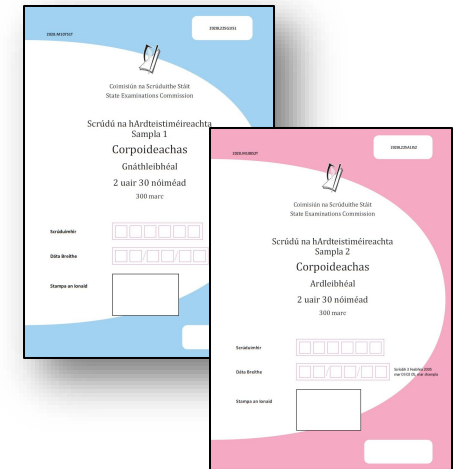 Coimisiún na Scrúduithe Stáit
State Examinations Commission
Scrúdú na hArdteistiméireachta
Sampla 1
Corpoideachas
Gnáthleibhéal
2 uair 30 nóiméad
300 marc
Scrúduimhir
Dáta Breithe
Stampa an Ionaid
Coimisiún na Scrúduithe Stáit
State Examinations Commission
Scrúdú na hArdteistiméireachta
Sampla 2
Corpoideachas
Ardleibhéal
2 uair 30 nóiméad
300 marc
Scrúduimhir
Dáta Breithe
Stampa an Ionaid